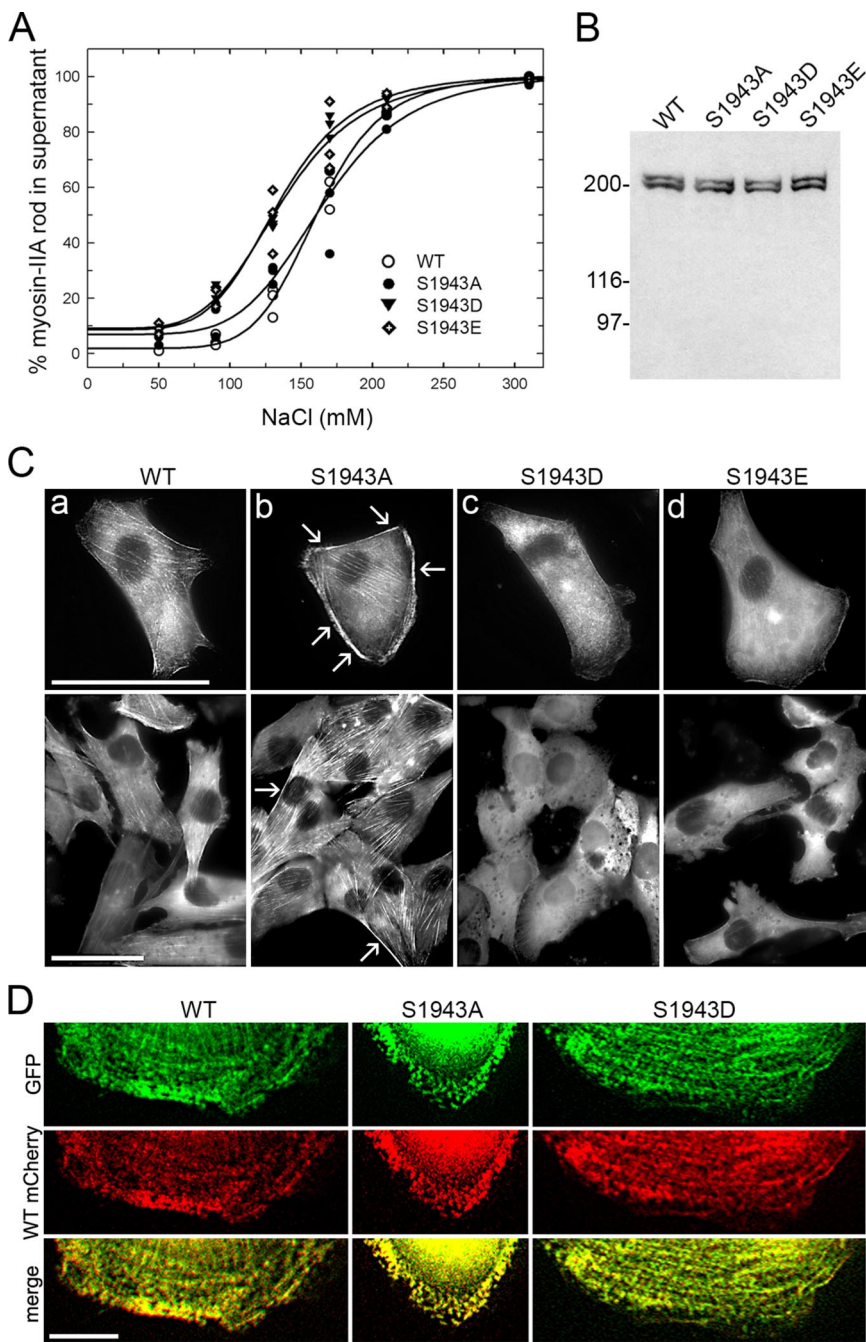 A
B
% myosin-IIA rod in supernatant
100
80
60
40
20
0
WT
S1943A
S1943D
S1943E
0 50 100 150 200 250 300
NaCl (mM)
WT S1943A S1943D S1943E
200-
116-
97-
C
WT S1943A S1943D S1943E
a b c d
D
WT S1943A S1943D
GFP
WT mCherry
merge